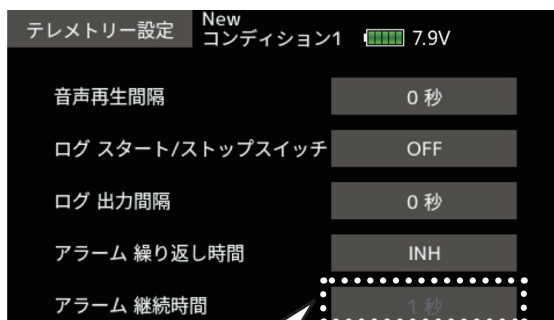 テレメトリー設定
New
コンディション1
7.9V
音声再生間隔
0 秒
ログ スタート/ストップスイッチ
OFF
ログ 出力間隔
0 秒
アラーム 繰り返し時間
INH
アラーム 継続時間
1 秒